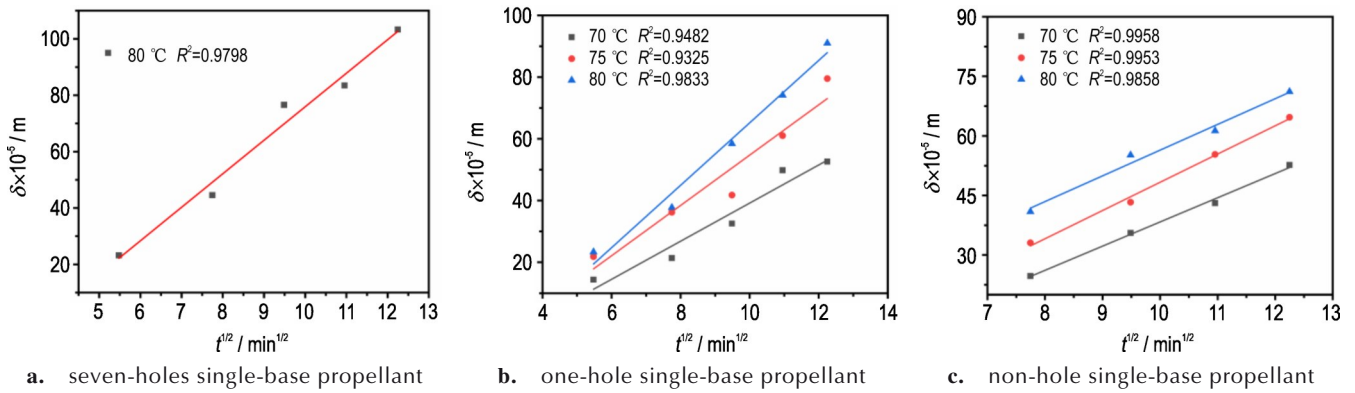 δ×10⁻⁵ / m
100
80
60
40
20
80 ℃ R²=0.9798
5 6 7 8 9 10 11 12 13
t^{1/2} / min^{1/2}
a. seven-holes single-base propellant
δ×10⁻⁵ / m
100
80
60
40
20
70 ℃ R²=0.9482
75 ℃ R²=0.9325
80 ℃ R²=0.9833
4 6 8 10 12 14
t^{1/2} / min^{1/2}
b. one-hole single-base propellant
δ×10⁻⁵ / m
90
75
60
45
30
70 ℃ R²=0.9958
75 ℃ R²=0.9953
80 ℃ R²=0.9858
7 8 9 10 11 12 13
t^{1/2} / min^{1/2}
c. non-hole single-base propellant